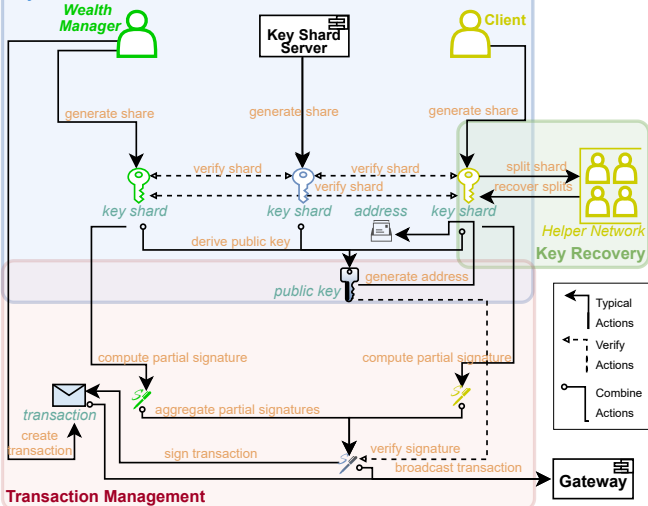 Wealth
Manager
Key Shard
Server
Client
generate share
generate share
generate share
verify shard
verify shard
verify shard
split shard
recover splits
key shard
key shard
address
key shard
Helper Network
Key Recovery
derive public key
generate address
public key
Typical
Actions
Verify
Actions
Combine
Actions
compute partial signature
compute partial signature
transaction
aggregate partial signatures
create
transaction
sign transaction
verify signature
broadcast transaction
Gateway
Transaction Management